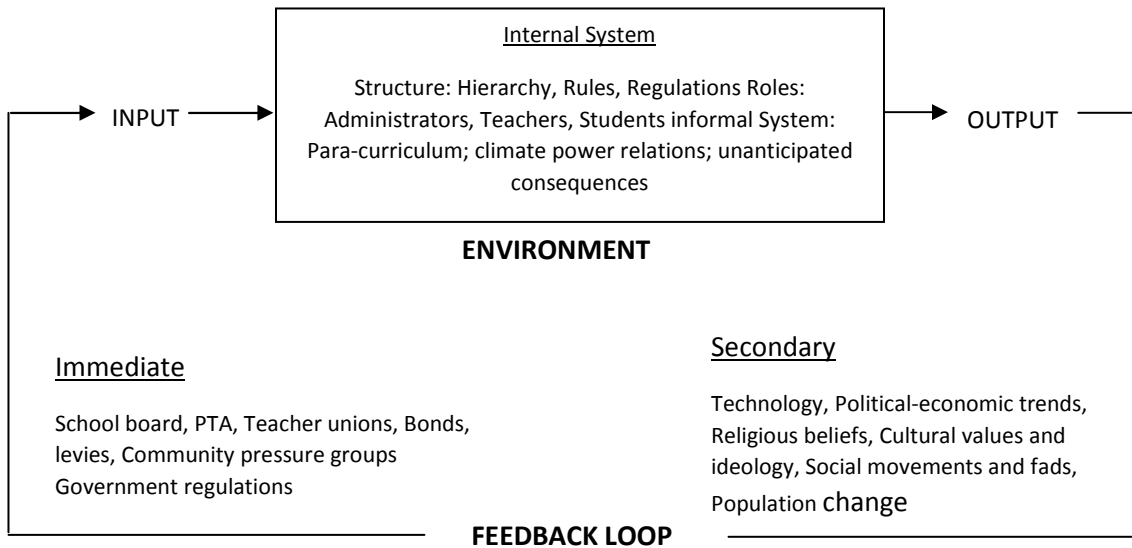 Internal System
Structure: Hierarchy, Rules, Regulations Roles:
Administrators, Teachers, Students informal System:
Para-curriculum; climate power relations; unanticipated
consequences
INPUT
OUTPUT
ENVIRONMENT
Immediate
School board, PTA, Teacher unions, Bonds,
levies, Community pressure groups
Government regulations
Secondary
Technology, Political-economic trends,
Religious beliefs, Cultural values and
ideology, Social movements and fads,
Population change
FEEDBACK LOOP